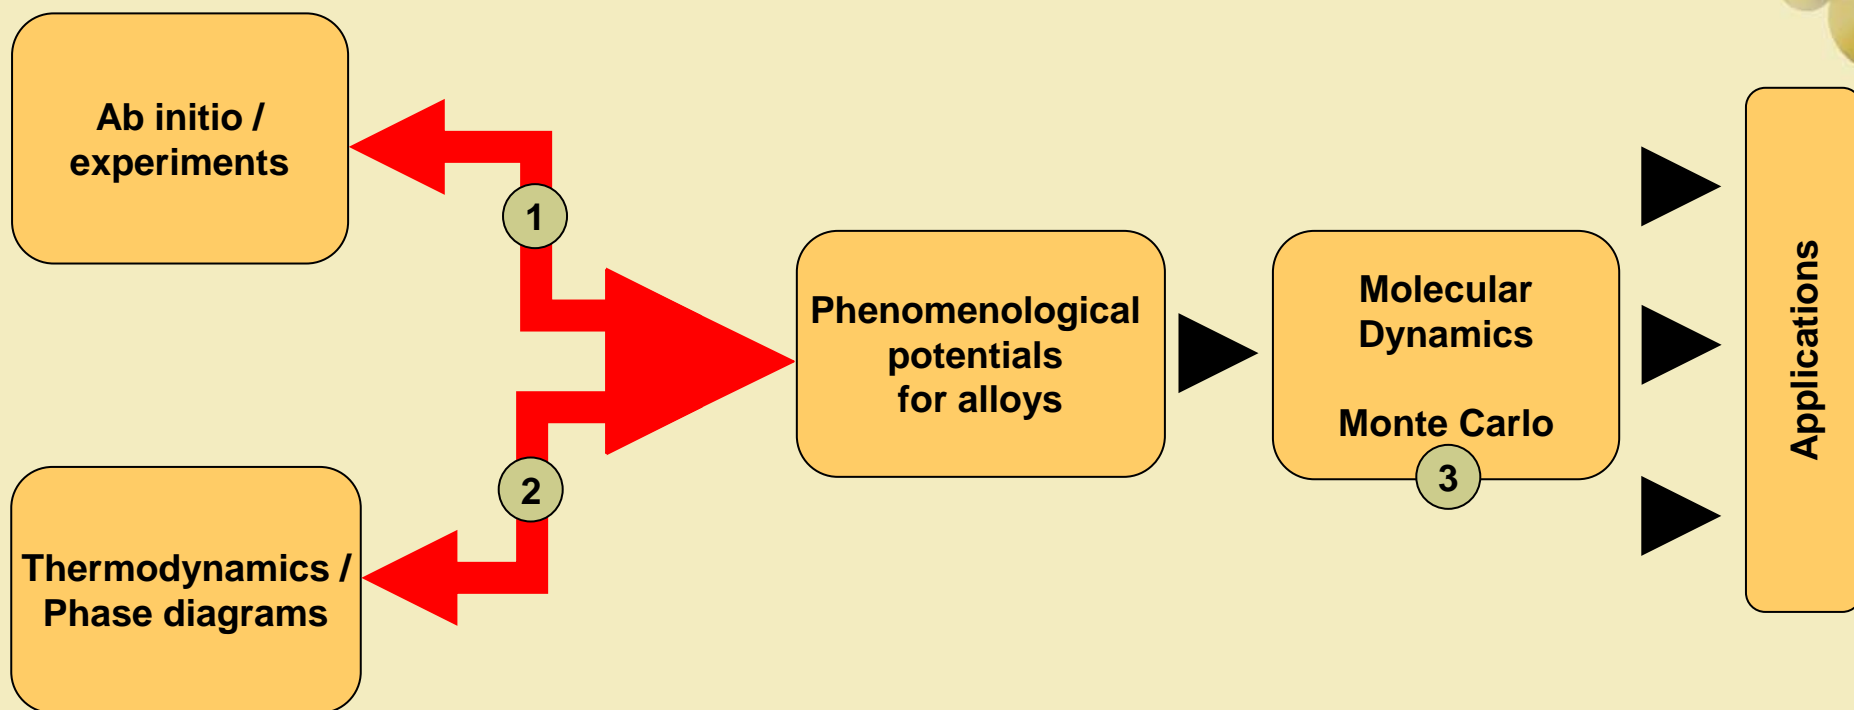 Ab initio /
experiments
1
Thermodynamics /
Phase diagrams
2
Phenomenological
potentials
for alloys
Molecular
Dynamics
Monte Carlo
3
Applications